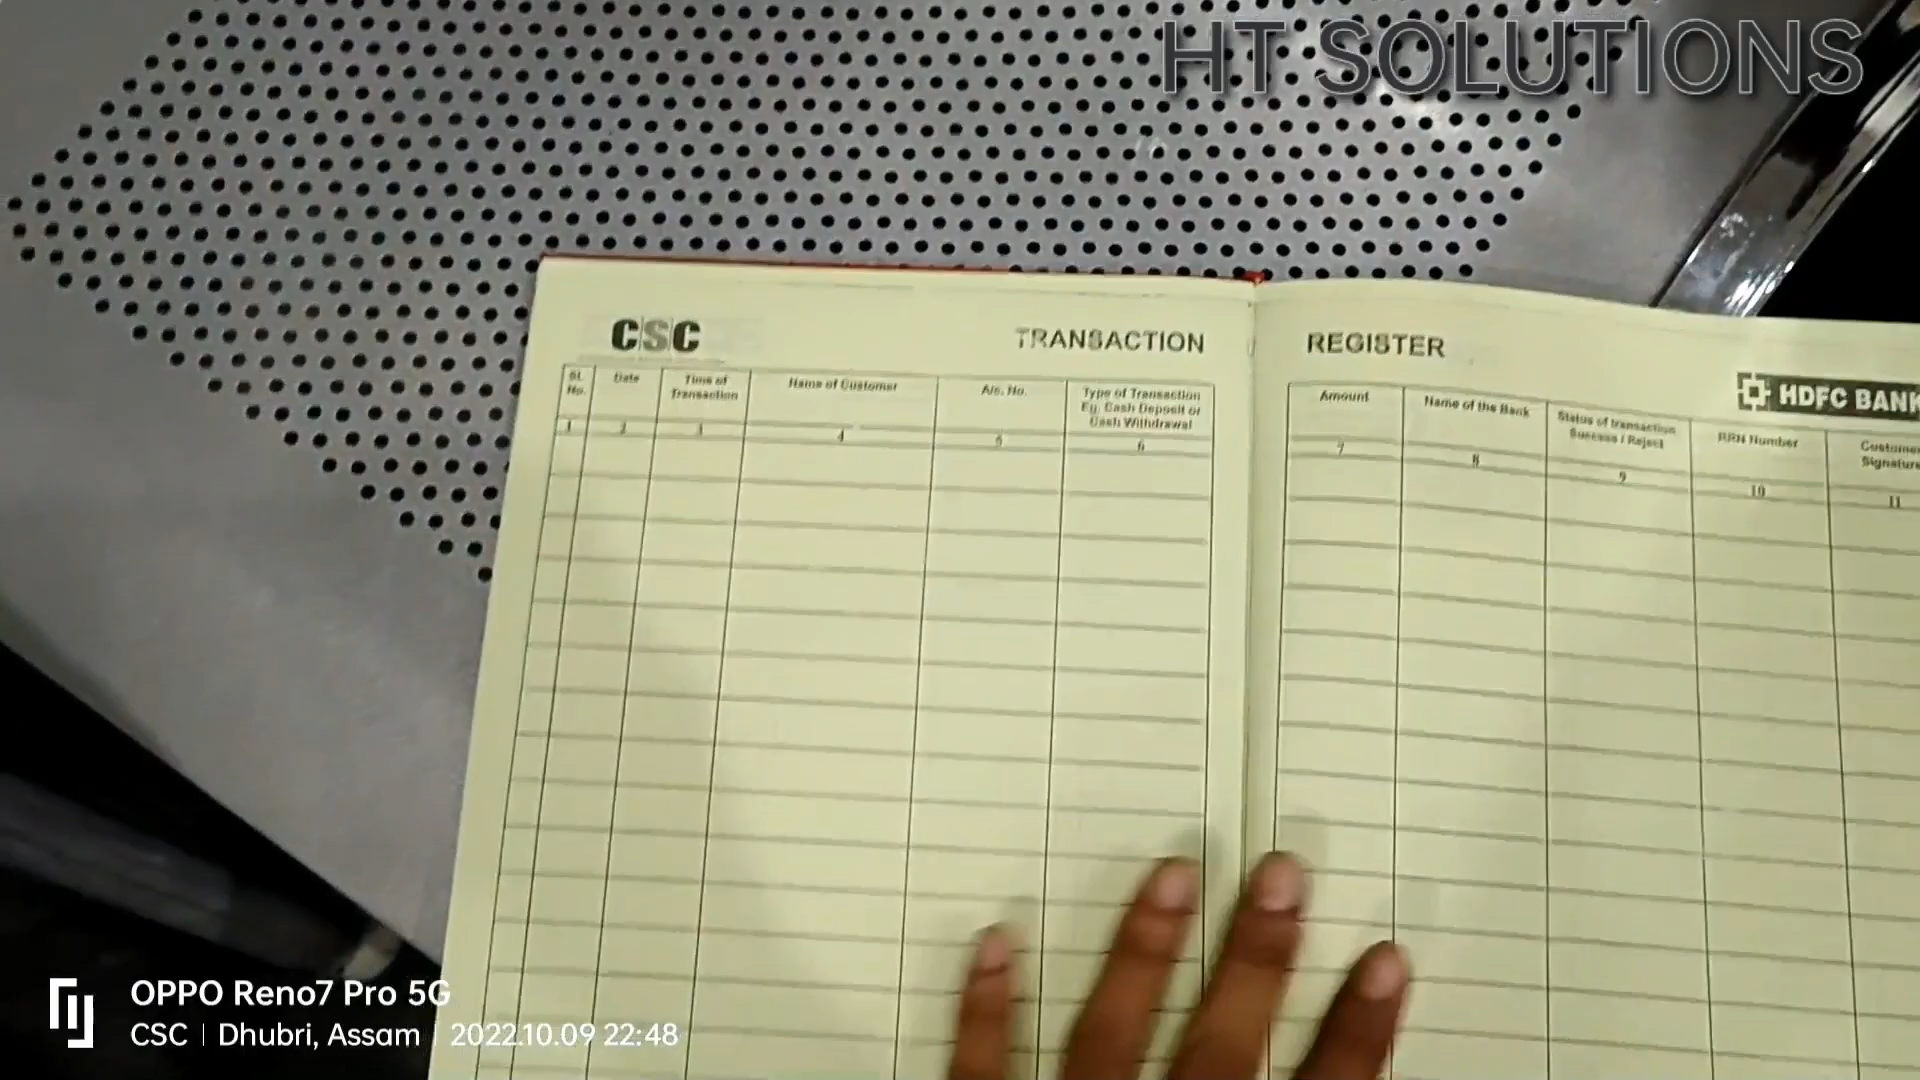 HT SOLUTIONS
CSC
TRANSACTION
REGISTER
HDFC BANK
Sl. No.
Date
Time of
Transaction
Name of Customer
A/c. No.
Type of Transaction
Eg. Cash Deposit or
Cash Withdrawal
Amount
Name of the Bank
Status of transaction
Success / Reject
RRN Number
Customer
Signature
1 2 3 4 5 6 7 8 9 10 11
OPPO Reno7 Pro 5G
CSC | Dhubri, Assam | 2022.10.09 22:48